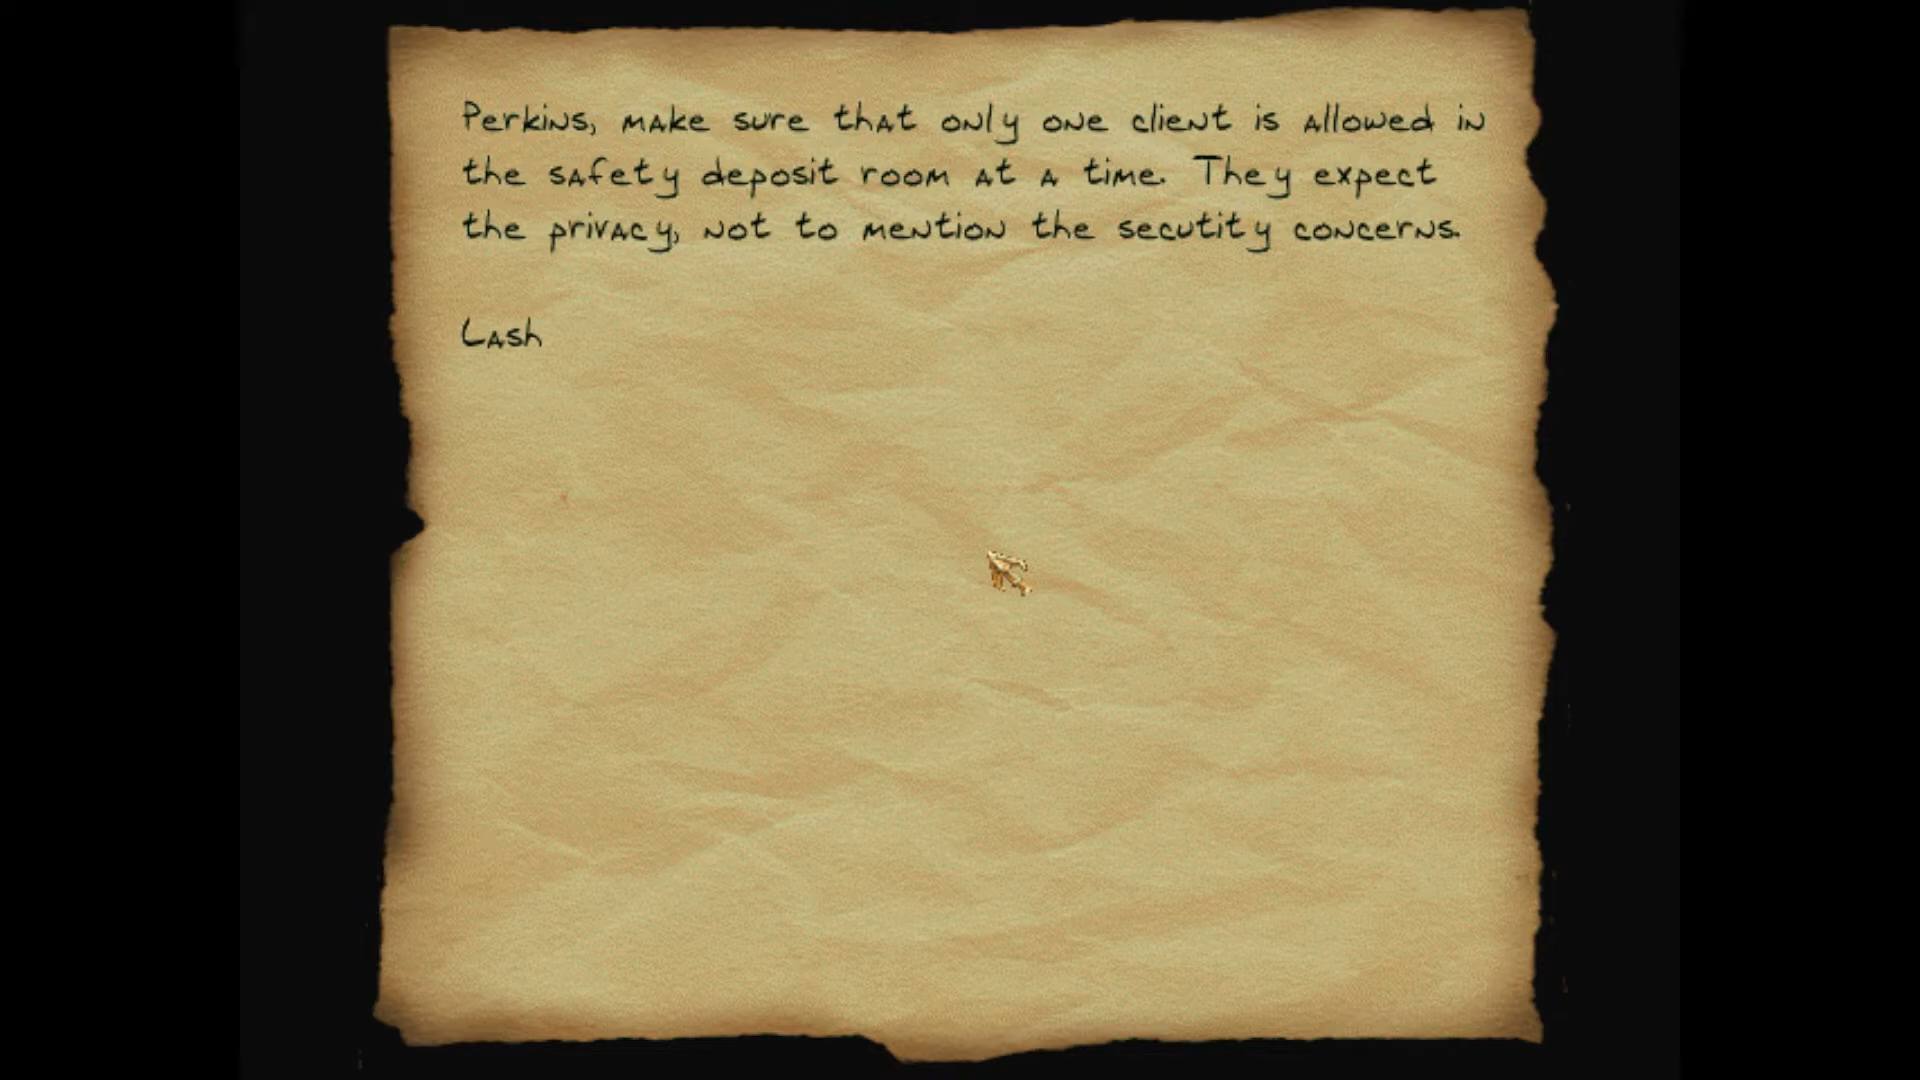 Perkins, make sure that only one client is allowed in
the safety deposit room at a time. They expect
the privacy, not to mention the secutity concerns.
Lash